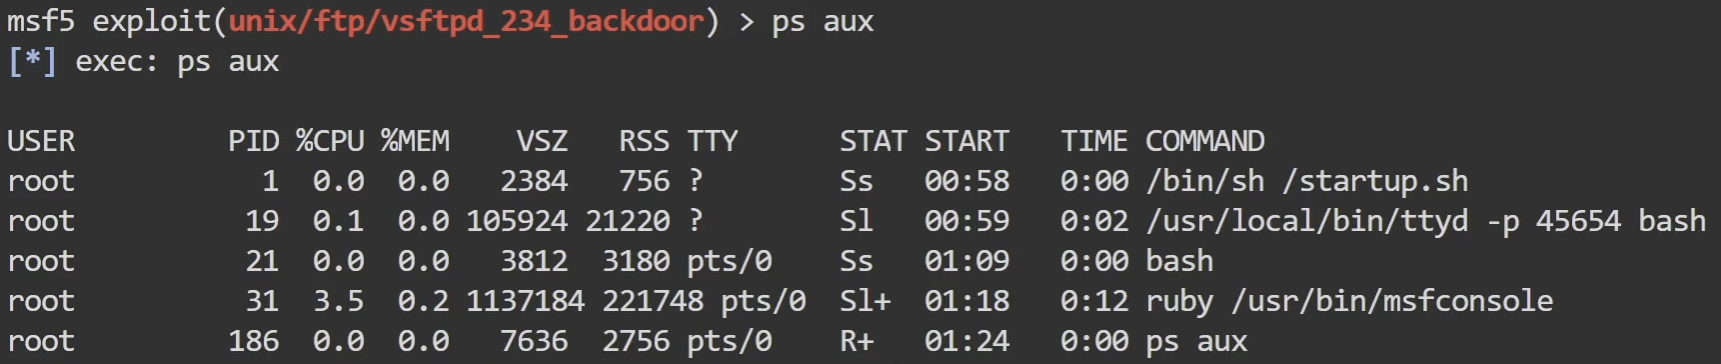 msf5 exploit(unix/ftp/vsftpd_234_backdoor) > ps aux
[*] exec: ps aux

USER         PID %CPU %MEM    VSZ   RSS TTY      STAT START   TIME COMMAND
root           1  0.0  0.0   2384   756 ?        Ss   00:58   0:00 /bin/sh /startup.sh
root          19  0.1  0.0 105924 21220 ?        Sl   00:59   0:02 /usr/local/bin/ttyd -p 45654 bash
root          21  0.0  0.0   3812  3180 pts/0    Ss   01:09   0:00 bash
root          31  3.5  0.2 1137184 221748 pts/0  Sl+  01:18   0:12 ruby /usr/bin/msfconsole
root         186  0.0  0.0   7636  2756 pts/0    R+   01:24   0:00 ps aux